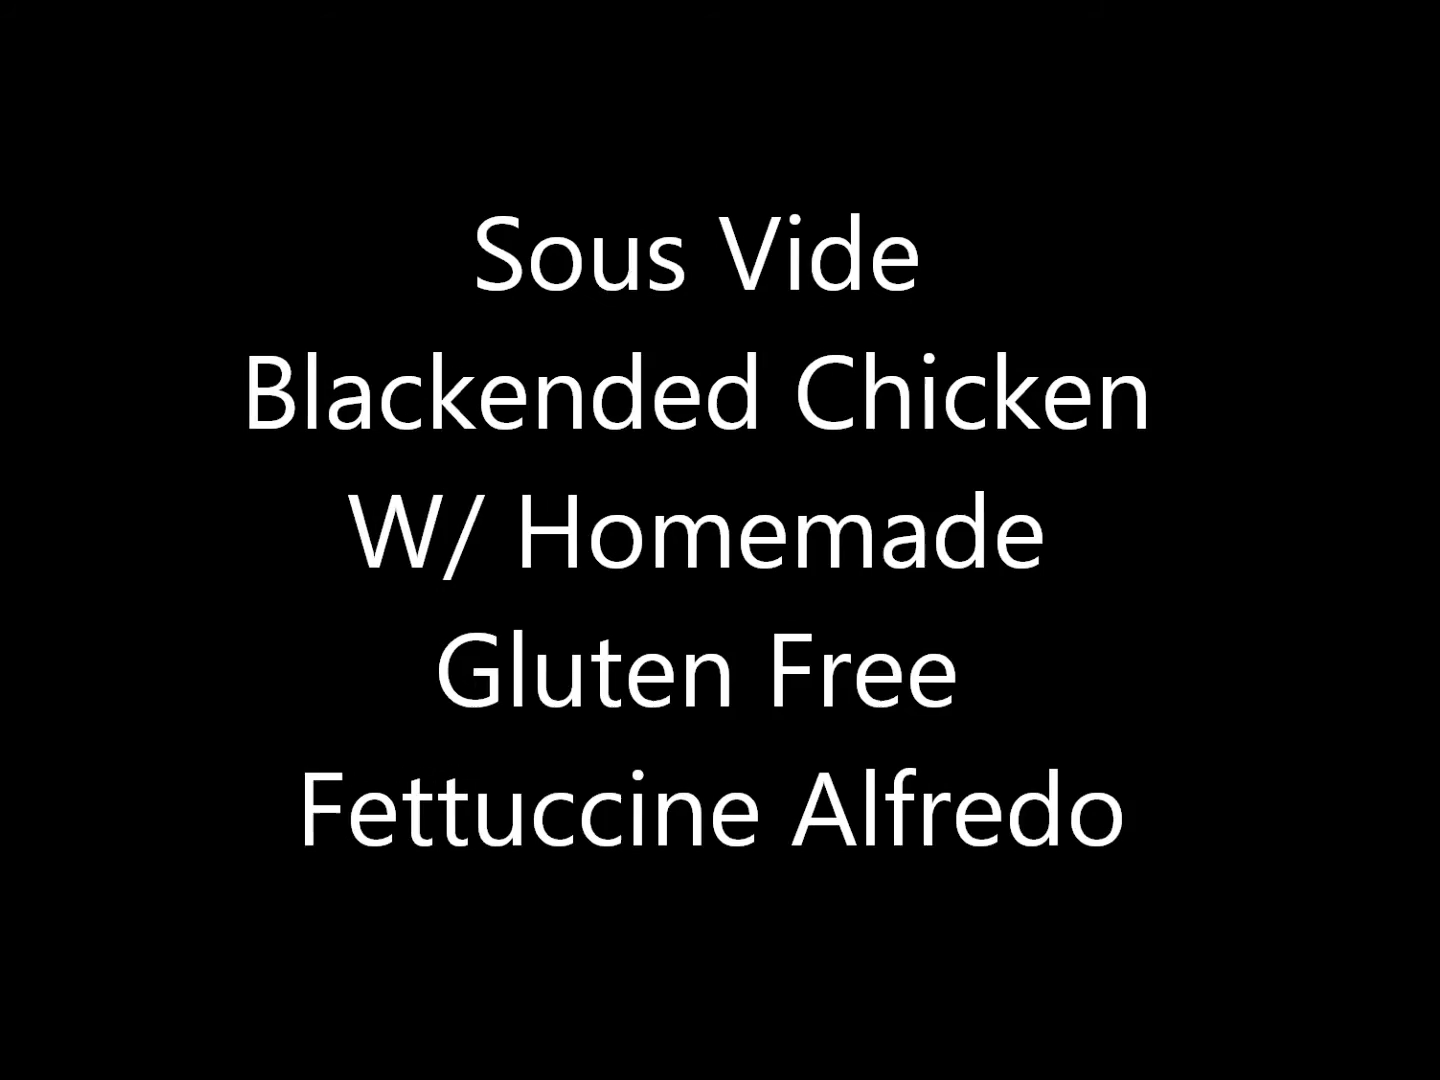 Sous Vide
Blackended Chicken
W/ Homemade
Gluten Free
Fettuccine Alfredo